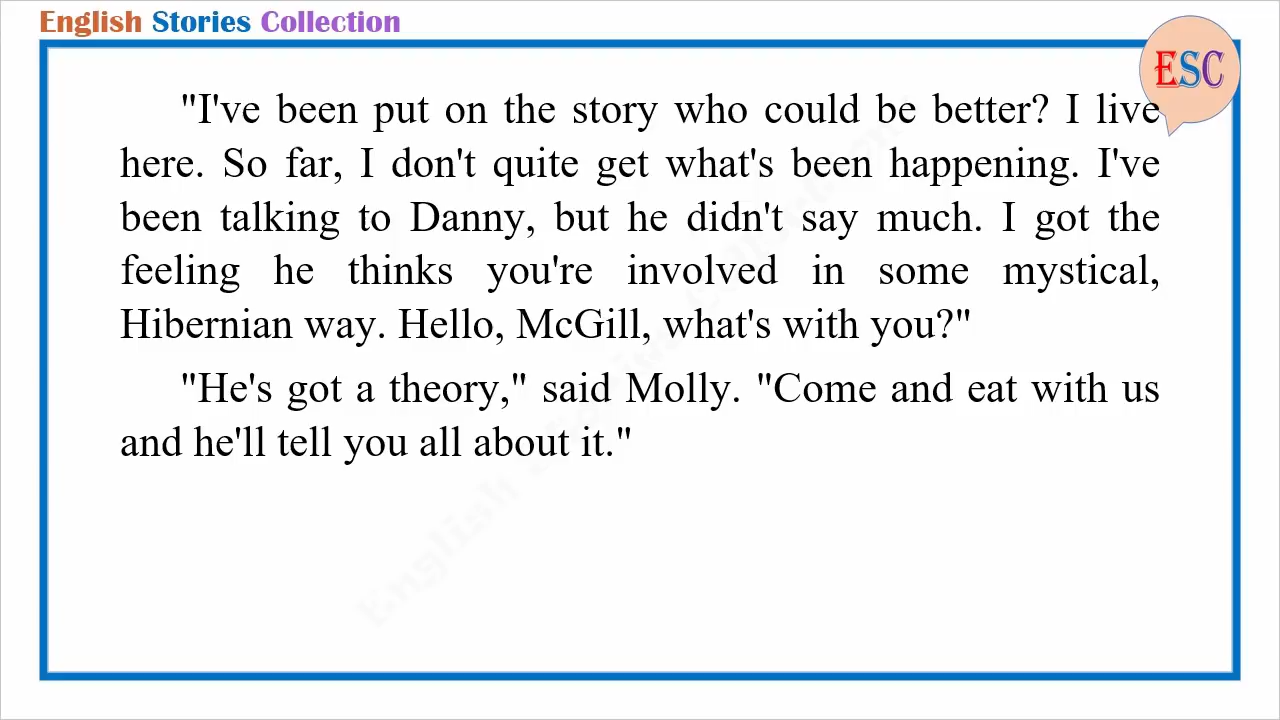 English Stories Collection
ESC
"I've been put on the story who could be better? I live
here. So far, I don't quite get what's been happening. I've
been talking to Danny, but he didn't say much. I got the
feeling he thinks you're involved in some mystical,
Hibernian way. Hello, McGill, what's with you?"
"He's got a theory," said Molly. "Come and eat with us
and he'll tell you all about it."